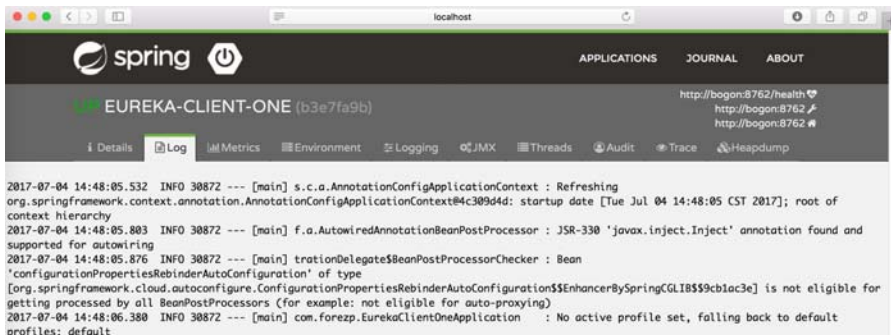 localhost
spring
APPLICATIONS JOURNAL ABOUT
UP EUREKA-CLIENT-ONE (b3e7fa9b)
http://bogon:8762/health
http://bogon:8762
http://bogon:8762
Details Log Metrics Environment Logging JMX Threads Audit Trace Heapdump
2017-07-04 14:48:05.532 INFO 30872 --- [main] s.c.a.AnnotationConfigApplicationContext : Refreshing
org.springframework.context.annotation.AnnotationConfigApplicationContext@4c309d4d: startup date [Tue Jul 04 14:48:05 CST 2017]; root of
context hierarchy
2017-07-04 14:48:05.803 INFO 30872 --- [main] f.a.AutowiredAnnotationBeanPostProcessor : JSR-330 'javax.inject.Inject' annotation found and
supported for autowiring
2017-07-04 14:48:05.876 INFO 30872 --- [main] trationDelegate$BeanPostProcessorChecker : Bean
'configurationPropertiesRebinderAutoConfiguration' of type
[org.springframework.cloud.autoconfigure.ConfigurationPropertiesRebinderAutoConfiguration$$EnhancerBySpringCGLIB$$9cb1ac3e] is not eligible for
getting processed by all BeanPostProcessors (for example: not eligible for auto-proxying)
2017-07-04 14:48:06.380 INFO 30872 --- [main] com.forezp.EurekaClientOneApplication : No active profile set, falling back to default
profiles: default